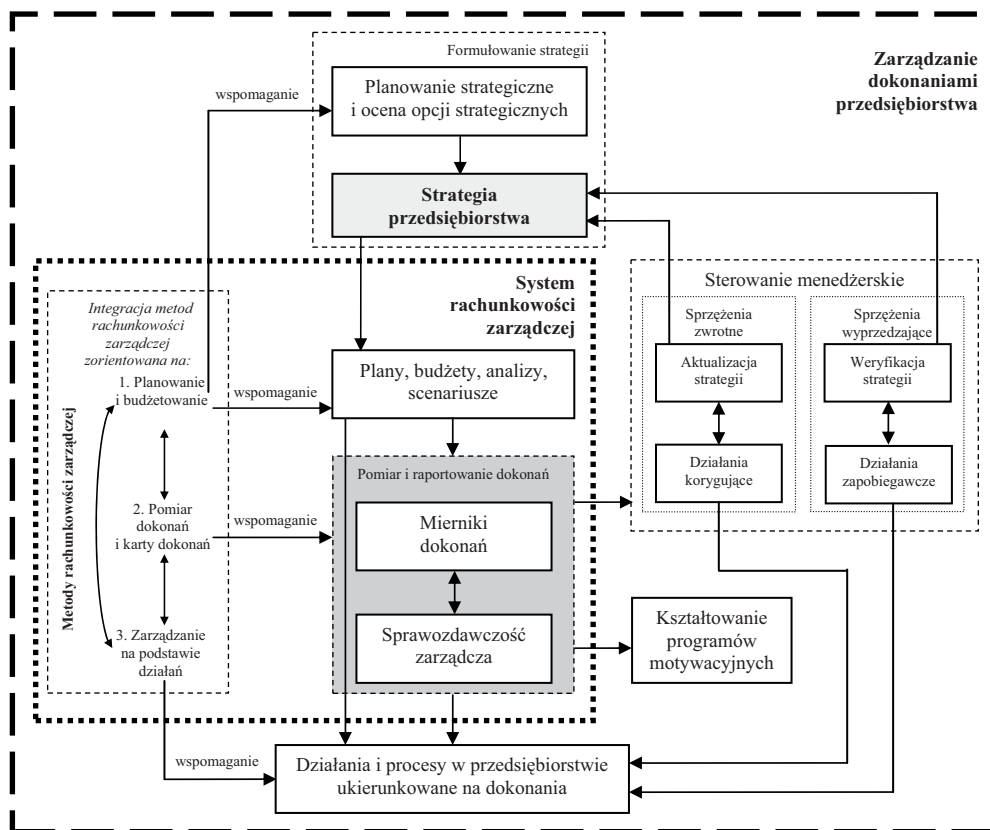 Formułowanie strategii
Zarządzanie
dokonaniami
przedsiębiorstwa
wspomaganie
Planowanie strategiczne
i ocena opcji strategicznych
Strategia
przedsiębiorstwa
System
rachunkowości
zarządczej
Sterowanie menedżerskie
Integracja metod
rachunkowości
zarządczej
zorientowana na:
Sprzężenia
zwrotne
Sprzężenia
wyprzedzające
1. Planowanie
i budżetowanie
wspomaganie
Plany, budżety, analizy,
scenariusze
Aktualizacja
strategii
Weryfikacja
strategii
Metody rachunkowości zarządczej
Pomiar i raportowanie dokonań
Działania
korygujące
Działania
zapobiegawcze
2. Pomiar
dokonań
i karty dokonań
wspomaganie
Mierniki
dokonań
3. Zarządzanie
na podstawie
działań
Sprawozdawczość
zarządcza
Kształtowanie
programów
motywacyjnych
wspomaganie
Działania i procesy w przedsiębiorstwie
ukierunkowane na dokonania